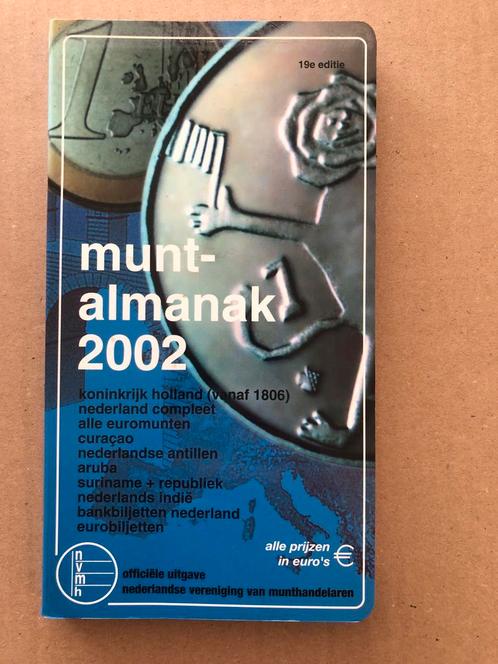 19e editie
munt-
almanak
2002
koninkrijk holland (vanaf 1806)
nederland compleet
alle euromunten
curaçao
nederlandse antillen
aruba
suriname + republiek
nederlands indië
bankbiljetten nederland
eurobiljetten
alle prijzen
in euro's €
nvmh
officiële uitgave
nederlandse vereniging van munthandelaren